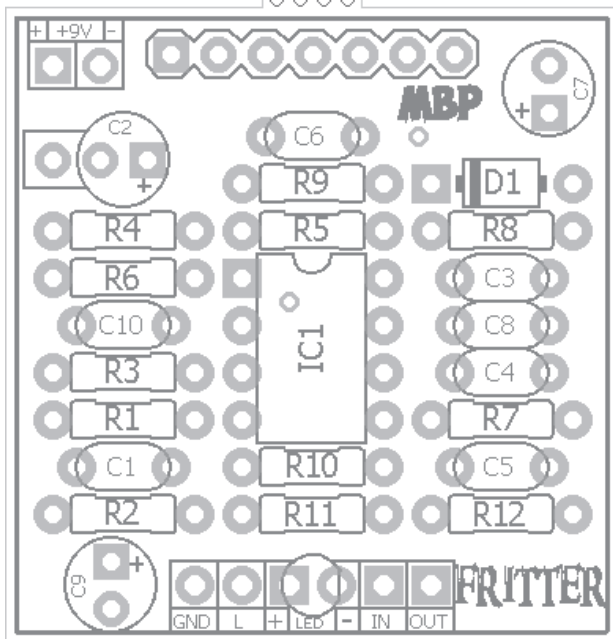 + +9V -
C7
MBP
C2
+
+
C6
R9
D1
R4
R5
R8
R6
C3
C10
IC1
C8
R3
C4
R1
R7
C1
R10
C5
R2
R11
R12
C9
+
FRITTER
GND L + LED - IN OUT